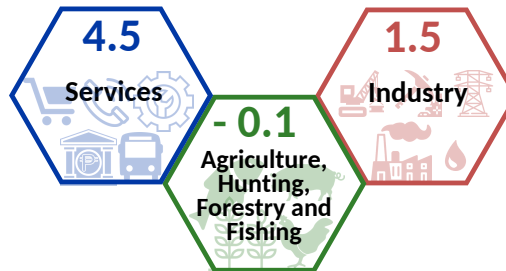 4.5
Services
1.5
Industry
- 0.1
Agriculture,
Hunting,
Forestry and
Fishing